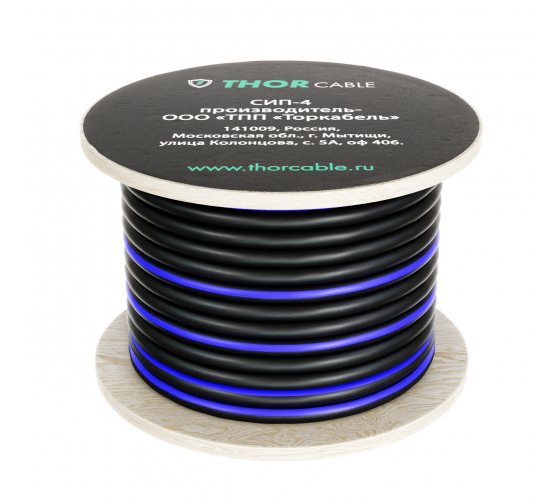 THOR CABLE
СИП-4
производитель-
ООО «ТПП «Торкабель»
141009, Россия,
Московская обл., г. Мытищи,
улица Колонцова, с. 5А, оф 406.
www.thorcable.ru